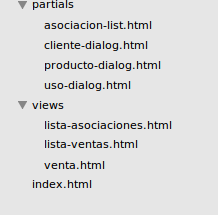 partials
asociacion-list.html
cliente-dialog.html
producto-dialog.html
uso-dialog.html
views
lista-asociaciones.html
lista-ventas.html
venta.html
index.html